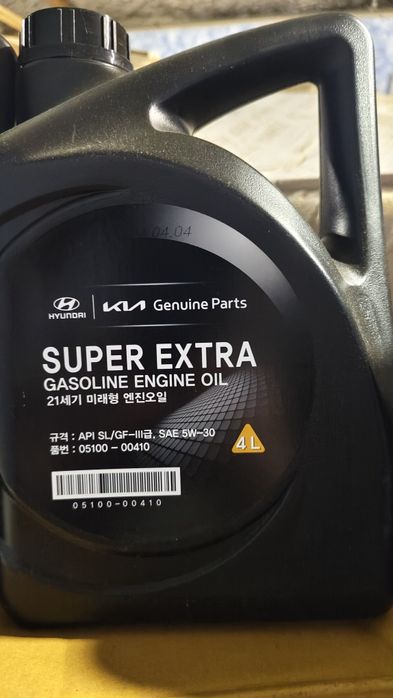 04.04
HYUNDAI KIA Genuine Parts
SUPER EXTRA
GASOLINE ENGINE OIL
21세기 미래형 엔진오일
규격 : API SL/GF-III급, SAE 5W-30
품번 : 05100 - 00410
4 L
05100-00410